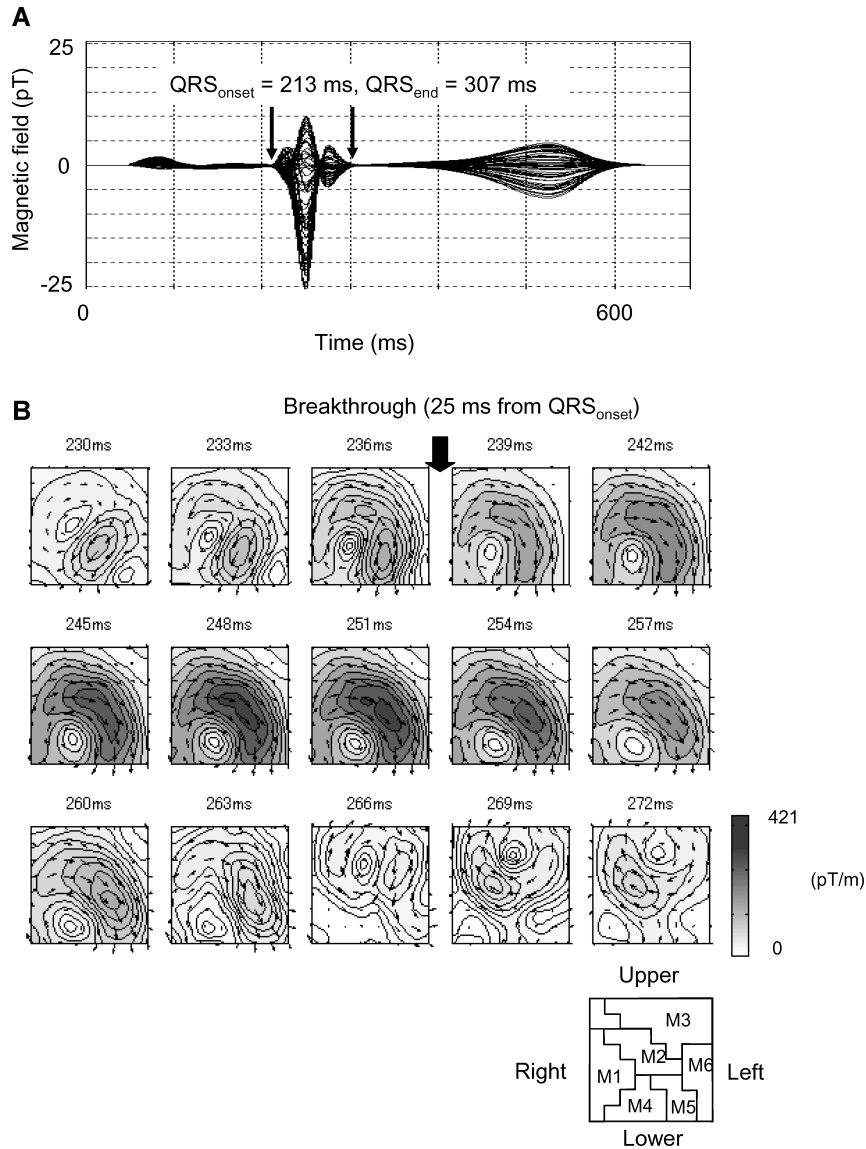 A
25
QRSonset = 213 ms, QRSend = 307 ms
Magnetic field (pT)
0
-25
0
600
Time (ms)
B
Breakthrough (25 ms from QRSonset)
230ms 233ms 236ms 239ms 242ms
245ms 248ms 251ms 254ms 257ms
260ms 263ms 266ms 269ms 272ms
421
(pT/m)
0
Upper
M3
M2
M6
Right
M1
Left
M4
M5
Lower